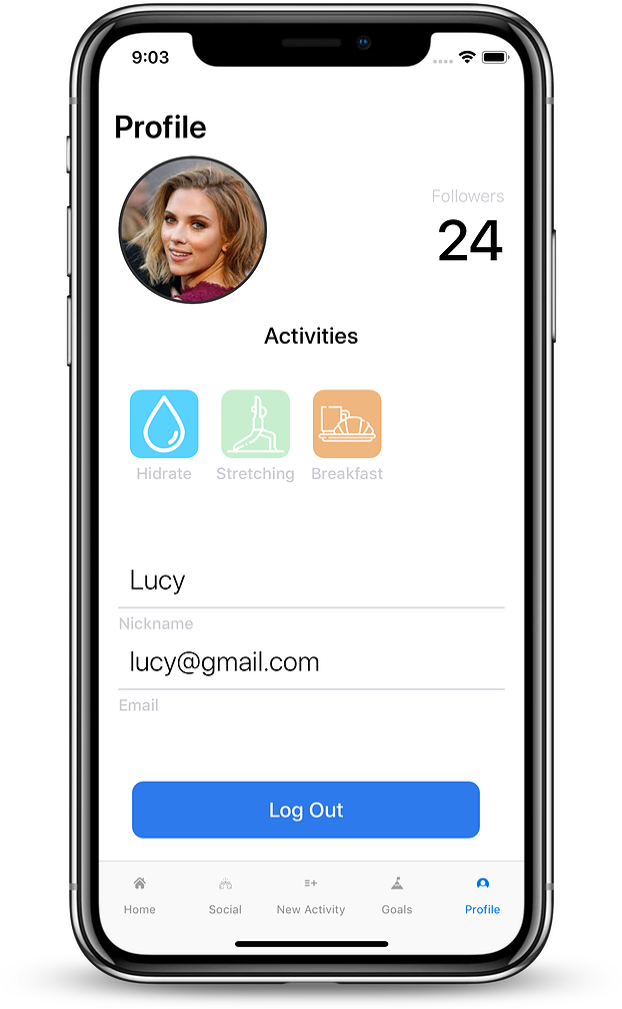 9:03
Profile
Followers
24
Activities
Hidrate Stretching Breakfast
Lucy
Nickname
lucy@gmail.com
Email
Log Out
Home Social New Activity Goals Profile